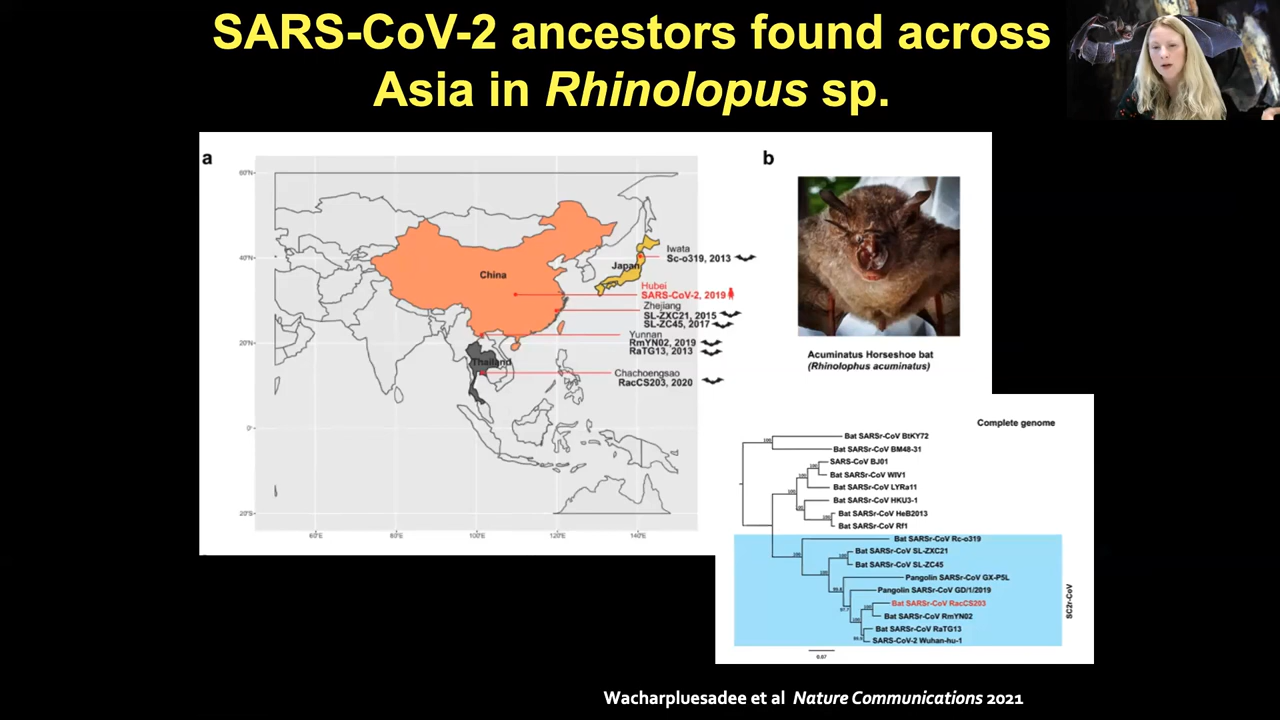 SARS-CoV-2 ancestors found across
Asia in Rhinolopus sp.
a
60°N
40°N
20°N
0°
20°S
60°E
80°E
100°E
120°E
140°E
China
Japan
Thailand
Iwata
Sc-o319, 2013
Hubei
SARS-CoV-2, 2019
Zhejiang
SL-ZXC21, 2015
SL-ZC45, 2017
Yunnan
RmYN02, 2019
RaTG13, 2013
Chachoengsao
RacCS203, 2020
b
Acuminatus Horseshoe bat
(Rhinolophus acuminatus)
Complete genome
Bat SARSr-CoV BtKY72
Bat SARSr-CoV BM48-31
SARS-CoV BJ01
Bat SARSr-CoV WIV1
Bat SARSr-CoV LYRa11
Bat SARSr-CoV HKU3-1
Bat SARSr-CoV HeB2013
Bat SARSr-CoV Rf1
Bat SARSr-CoV Rc-o319
Bat SARSr-CoV SL-ZXC21
Bat SARSr-CoV SL-ZC45
Pangolin SARSr-CoV GX-P5L
Pangolin SARSr-CoV GD/1/2019
Bat SARSr-CoV RacCS203
Bat SARSr-CoV RmYN02
Bat SARSr-CoV RaTG13
SARS-CoV-2 Wuhan-hu-1
SC2r-CoV
0.07
Wacharpluesadee et al Nature Communications 2021